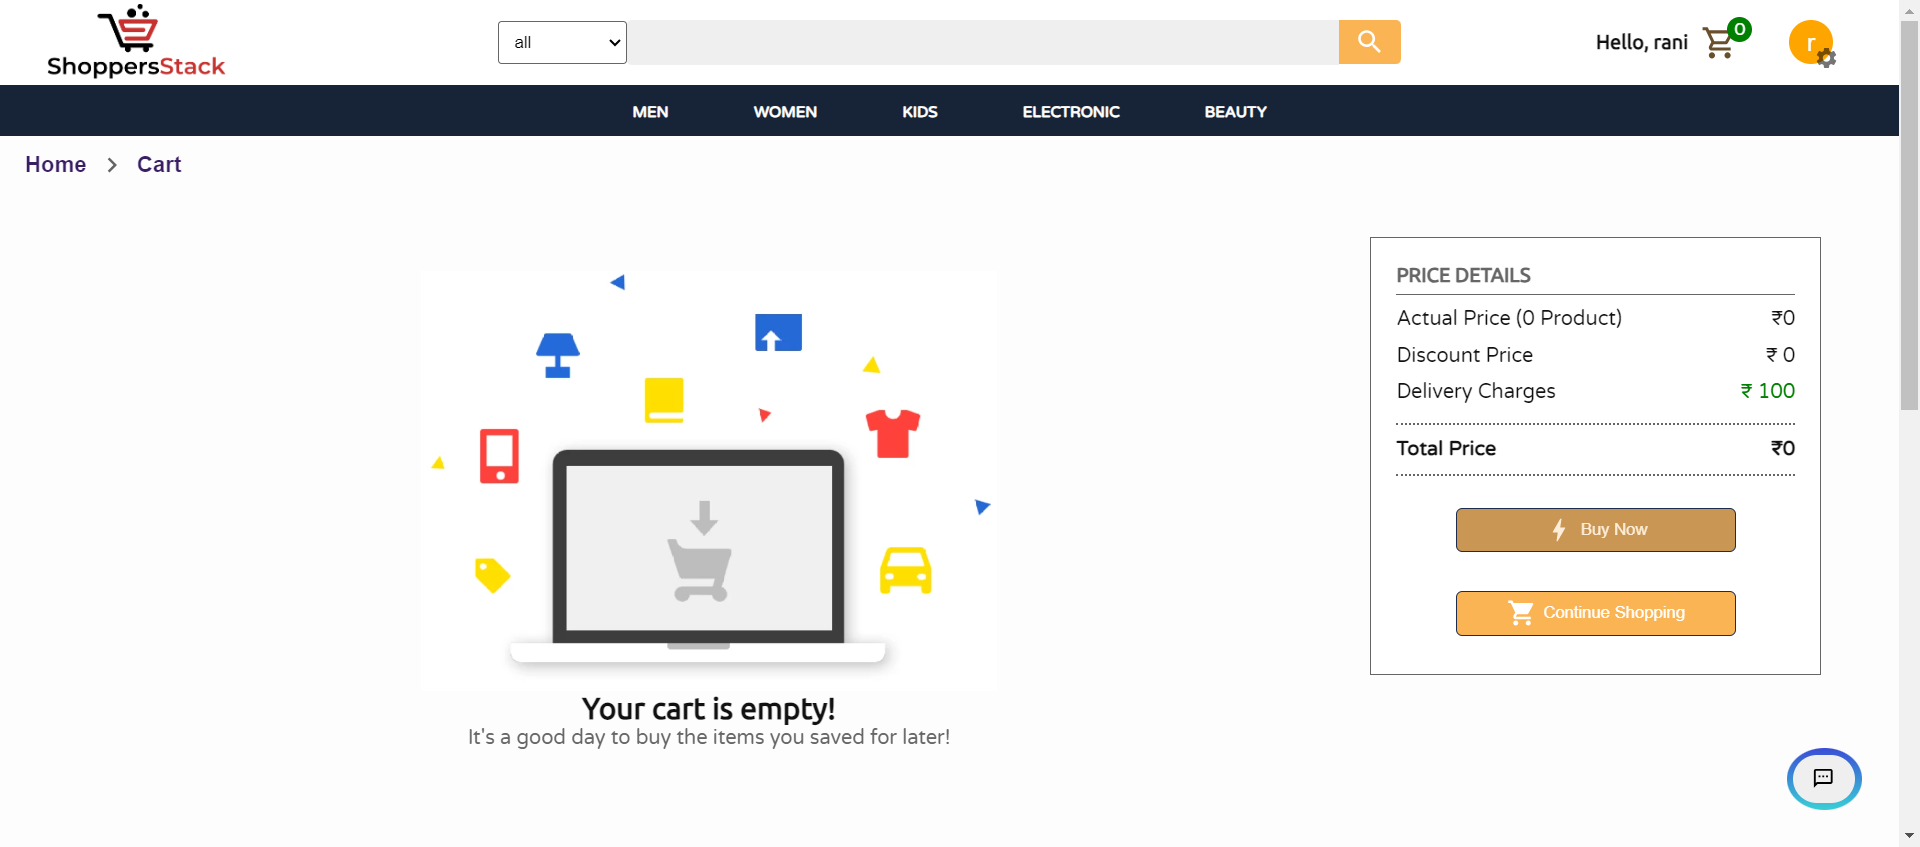 ShoppersStack
all
Hello, rani
0
r
MEN WOMEN KIDS ELECTRONIC BEAUTY
Home > Cart
PRICE DETAILS
Actual Price (0 Product) ₹0
Discount Price ₹ 0
Delivery Charges ₹ 100
Total Price ₹0
Buy Now
Continue Shopping
Your cart is empty!
It's a good day to buy the items you saved for later!